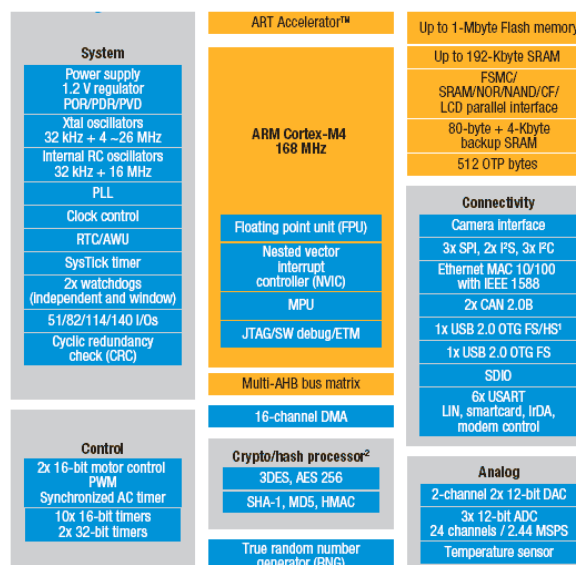 System
Power supply
1.2 V regulator
POR/PDR/PVD
Xtal oscillators
32 kHz + 4 ~26 MHz
Internal RC oscillators
32 kHz + 16 MHz
PLL
Clock control
RTC/AWU
SysTick timer
2x watchdogs
(independent and window)
51/82/114/140 I/Os
Cyclic redundancy
check (CRC)
Control
2x 16-bit motor control
PWM
Synchronized AC timer
10x 16-bit timers
2x 32-bit timers
ART Accelerator™
ARM Cortex-M4
168 MHz
Floating point unit (FPU)
Nested vector
interrupt
controller (NVIC)
MPU
JTAG/SW debug/ETM
Multi-AHB bus matrix
16-channel DMA
Crypto/hash processor²
3DES, AES 256
SHA-1, MD5, HMAC
True random number
generator (RNG)
Up to 1-Mbyte Flash memory
Up to 192-Kbyte SRAM
FSMC/
SRAM/NOR/NAND/CF/
LCD parallel interface
80-byte + 4-Kbyte
backup SRAM
512 OTP bytes
Connectivity
Camera interface
3x SPI, 2x I²S, 3x I²C
Ethernet MAC 10/100
with IEEE 1588
2x CAN 2.0B
1x USB 2.0 OTG FS/HS¹
1x USB 2.0 OTG FS
SDIO
6x USART
LIN, smartcard, IrDA,
modem control
Analog
2-channel 2x 12-bit DAC
3x 12-bit ADC
24 channels / 2.44 MSPS
Temperature sensor